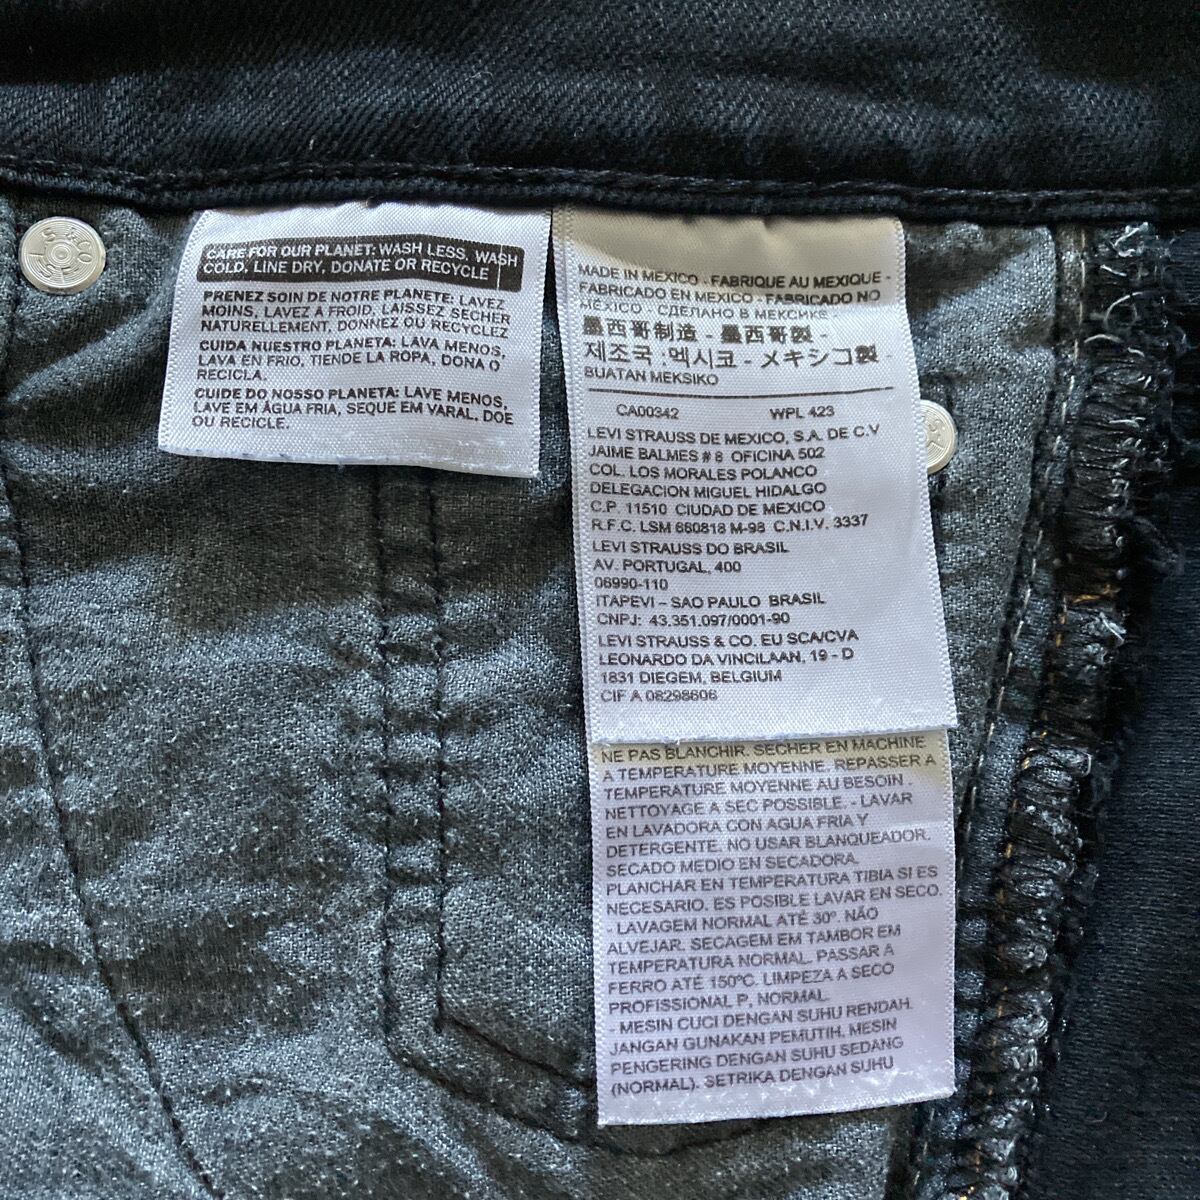 S & CO
CARE FOR OUR PLANET: WASH LESS, WASH
COLD, LINE DRY, DONATE OR RECYCLE
PRENEZ SOIN DE NOTRE PLANETE: LAVEZ
MOINS, LAVEZ A FROID, LAISSEZ SECHER
NATURELLEMENT, DONNEZ OU RECYCLEZ
CUIDA NUESTRO PLANETA: LAVA MENOS,
LAVA EN FRIO, TIENDE LA ROPA, DONA O
RECICLA.
CUIDE DO NOSSO PLANETA: LAVE MENOS,
LAVE EM ÁGUA FRIA, SEQUE EM VARAL. DOE
OU RECICLE.
MADE IN MEXICO - FABRIQUE AU MEXIQUE -
FABRICADO EN MEXICO - FABRICADO NO
MÉXICO - СДЕЛАНО В МЕКСИКЕ -
墨西哥制造 - 墨西哥製 -
제조국 :멕시코 - メキシコ製 -
BUATAN MEKSIKO
CA00342 WPL 423
LEVI STRAUSS DE MEXICO, S.A. DE C.V
JAIME BALMES # 8 OFICINA 502
COL. LOS MORALES POLANCO
DELEGACION MIGUEL HIDALGO
C.P. 11510 CIUDAD DE MEXICO
R.F.C. LSM 660818 M-98 C.N.I.V. 3337
LEVI STRAUSS DO BRASIL
AV. PORTUGAL, 400
06990-110
ITAPEVI – SAO PAULO BRASIL
CNPJ: 43.351.097/0001-90
LEVI STRAUSS & CO. EU SCA/CVA
LEONARDO DA VINCILAAN, 19 - D
1831 DIEGEM, BELGIUM
CIF A 08298606
NE PAS BLANCHIR. SECHER EN MACHINE
A TEMPERATURE MOYENNE. REPASSER A
TEMPERATURE MOYENNE AU BESOIN.
NETTOYAGE A SEC POSSIBLE. - LAVAR
EN LAVADORA CON AGUA FRIA Y
DETERGENTE. NO USAR BLANQUEADOR.
SECADO MEDIO EN SECADORA.
PLANCHAR EN TEMPERATURA TIBIA SI ES
NECESARIO. ES POSIBLE LAVAR EN SECO.
- LAVAGEM NORMAL ATÉ 30º. NÃO
ALVEJAR. SECAGEM EM TAMBOR EM
TEMPERATURA NORMAL. PASSAR A
FERRO ATÉ 150ºC. LIMPEZA A SECO
PROFISSIONAL P, NORMAL.
- MESIN CUCI DENGAN SUHU RENDAH.
JANGAN GUNAKAN PEMUTIH. MESIN
PENGERING DENGAN SUHU SEDANG
(NORMAL). SETRIKA DENGAN SUHU